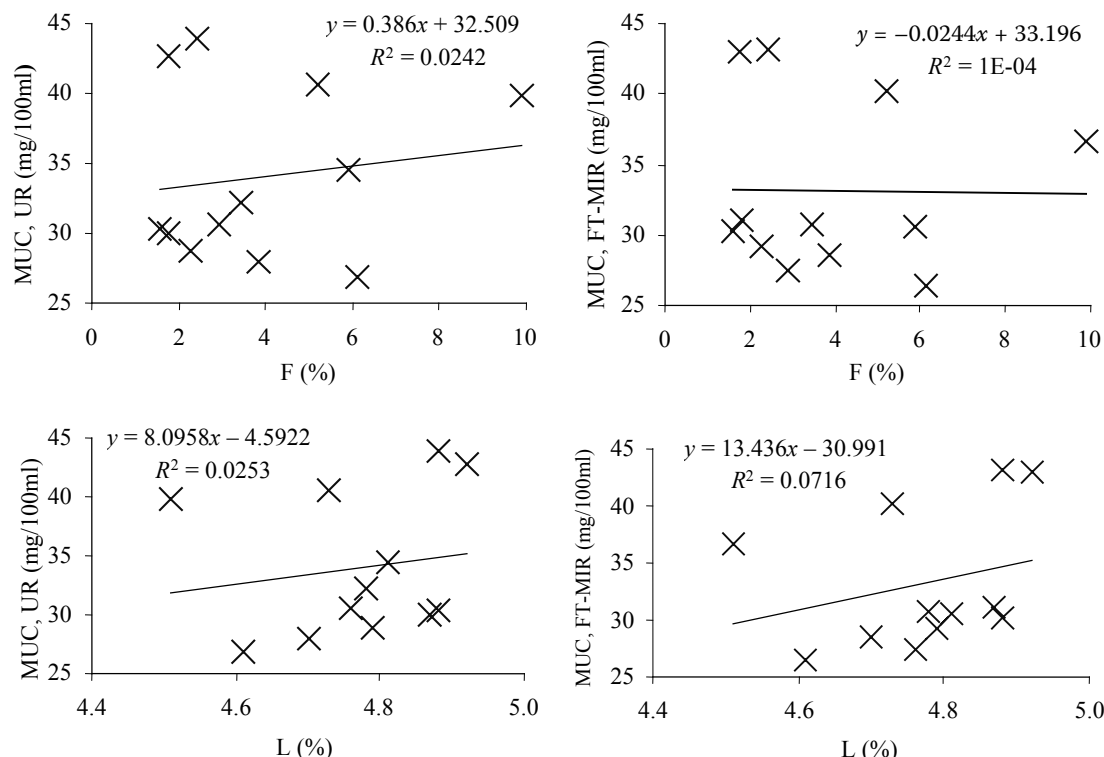 y = 0.386x + 32.509
R² = 0.0242
MUC, UR (mg/100ml)
45
40
35
30
25
0 2 4 6 8 10
F (%)
y = −0.0244x + 33.196
R² = 1E-04
MUC, FT-MIR (mg/100ml)
45
40
35
30
25
0 2 4 6 8 10
F (%)
y = 8.0958x – 4.5922
R² = 0.0253
MUC, UR (mg/100ml)
45
40
35
30
25
4.4 4.6 4.8 5.0
L (%)
y = 13.436x – 30.991
R² = 0.0716
MUC, FT-MIR (mg/100ml)
45
40
35
30
25
4.4 4.6 4.8 5.0
L (%)